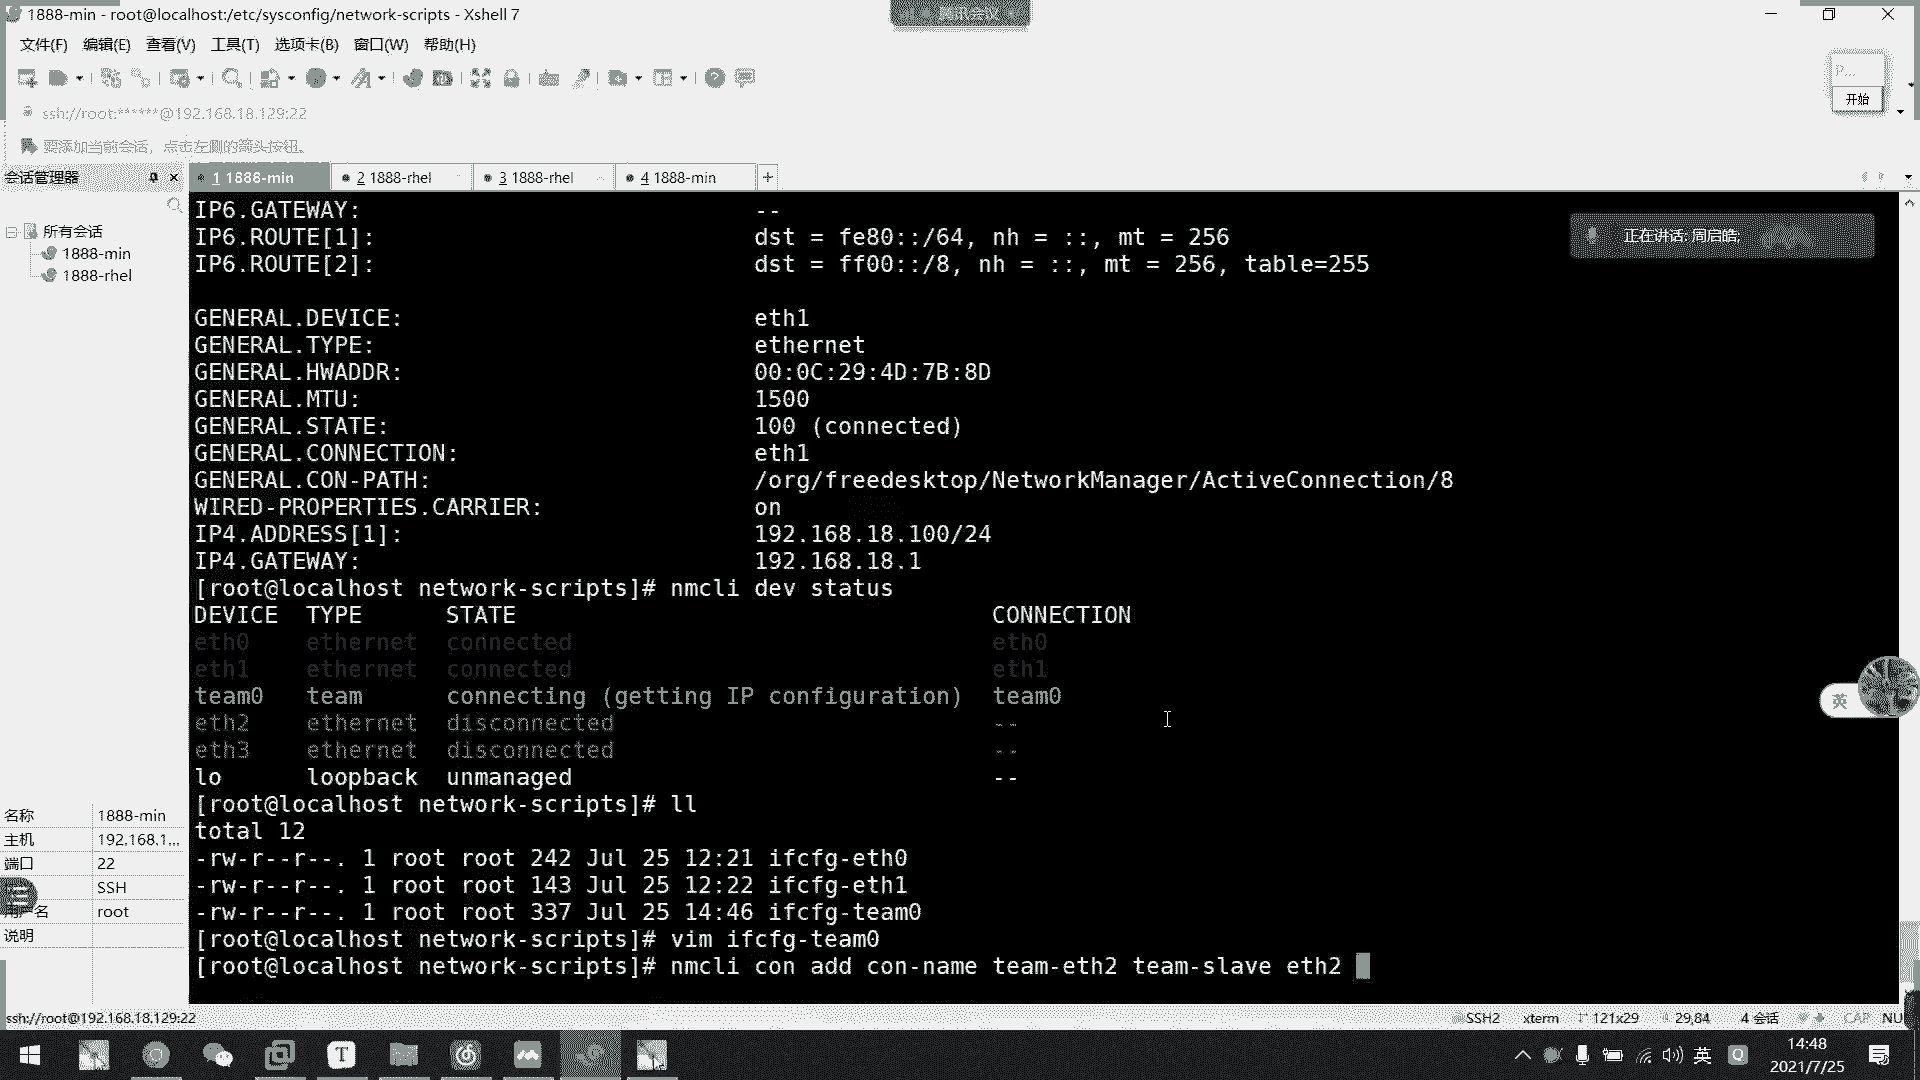 1888-min - root@localhost:/etc/sysconfig/network-scripts - Xshell 7
腾讯会议
文件(F) 编辑(E) 查看(V) 工具(T) 选项卡(B) 窗口(W) 帮助(H)
P...
开始
ssh://root:******@192.168.18.129:22
要添加当前会话，点击左侧的箭头按钮。
会话管理器
1 1888-min
2 1888-rhel
3 1888-rhel
4 1888-min
+
所有会话
1888-min
1888-rhel
正在讲话: 周启皓;
IP6.GATEWAY: --
IP6.ROUTE[1]: dst = fe80::/64, nh = ::, mt = 256
IP6.ROUTE[2]: dst = ff00::/8, nh = ::, mt = 256, table=255
GENERAL.DEVICE: eth1
GENERAL.TYPE: ethernet
GENERAL.HWADDR: 00:0C:29:4D:7B:8D
GENERAL.MTU: 1500
GENERAL.STATE: 100 (connected)
GENERAL.CONNECTION: eth1
GENERAL.CON-PATH: /org/freedesktop/NetworkManager/ActiveConnection/8
WIRED-PROPERTIES.CARRIER: on
IP4.ADDRESS[1]: 192.168.18.100/24
IP4.GATEWAY: 192.168.18.1
[root@localhost network-scripts]# nmcli dev status
DEVICE TYPE STATE CONNECTION
eth0 ethernet connected eth0
eth1 ethernet connected eth1
team0 team connecting (getting IP configuration) team0
eth2 ethernet disconnected --
eth3 ethernet disconnected --
lo loopback unmanaged --
[root@localhost network-scripts]# ll
total 12
-rw-r--r--. 1 root root 242 Jul 25 12:21 ifcfg-eth0
-rw-r--r--. 1 root root 143 Jul 25 12:22 ifcfg-eth1
-rw-r--r--. 1 root root 337 Jul 25 14:46 ifcfg-team0
[root@localhost network-scripts]# vim ifcfg-team0
[root@localhost network-scripts]# nmcli con add con-name team-eth2 team-slave eth2
英
名称 1888-min
主机 192.168.1...
端口 22
SSH
户名 root
说明
ssh://root@192.168.18.129:22
SSH2 xterm 121x29 29,84 4 会话 CAP NU
英
14:48
2021/7/25